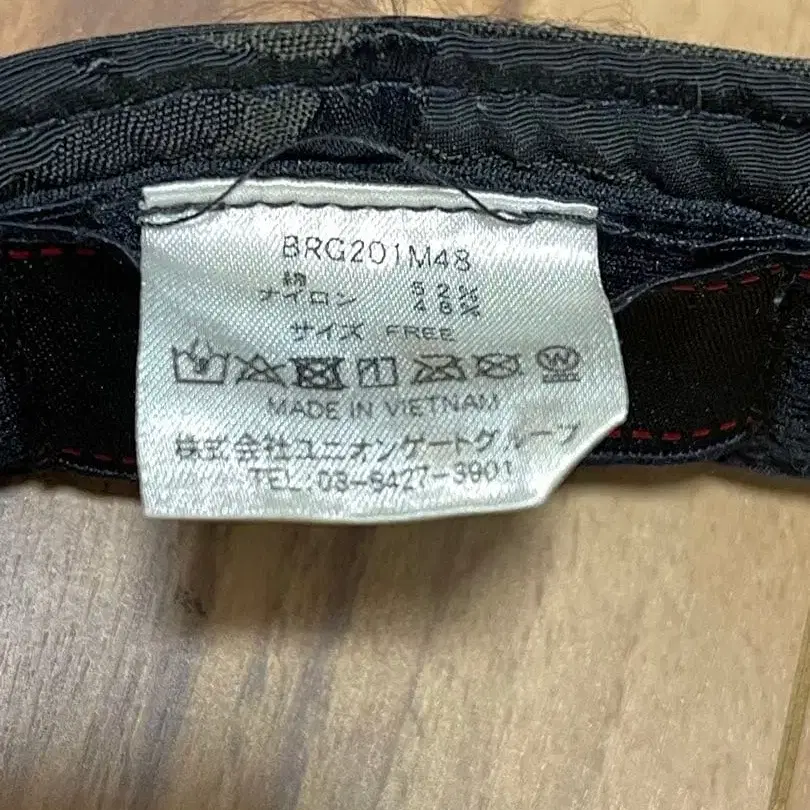 BRG201M48
綿 52%
ナイロン 48%
サイズ FREE
MADE IN VIETNAM
株式会社ユニオンゲートグループ
TEL:03-6427-3901